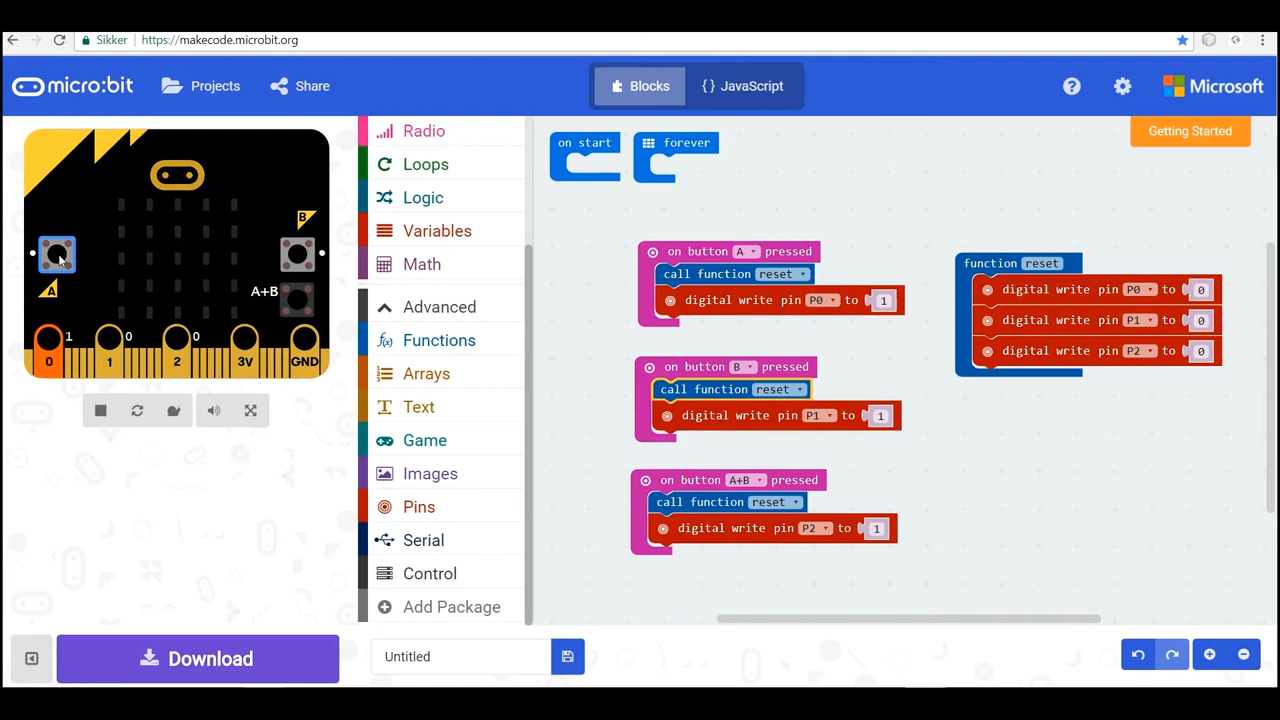 Sikker https://makecode.microbit.org
micro:bit Projects Share Blocks {} JavaScript ? Microsoft
Getting Started
B
A
A+B
1 0 0
0 1 2 3V GND
Radio
Loops
Logic
Variables
Math
Advanced
Functions
Arrays
Text
Game
Images
Pins
Serial
Control
Add Package
on start
forever
on button A pressed
call function reset
digital write pin P0 to 1
on button B pressed
call function reset
digital write pin P1 to 1
on button A+B pressed
call function reset
digital write pin P2 to 1
function reset
digital write pin P0 to 0
digital write pin P1 to 0
digital write pin P2 to 0
Download
Untitled